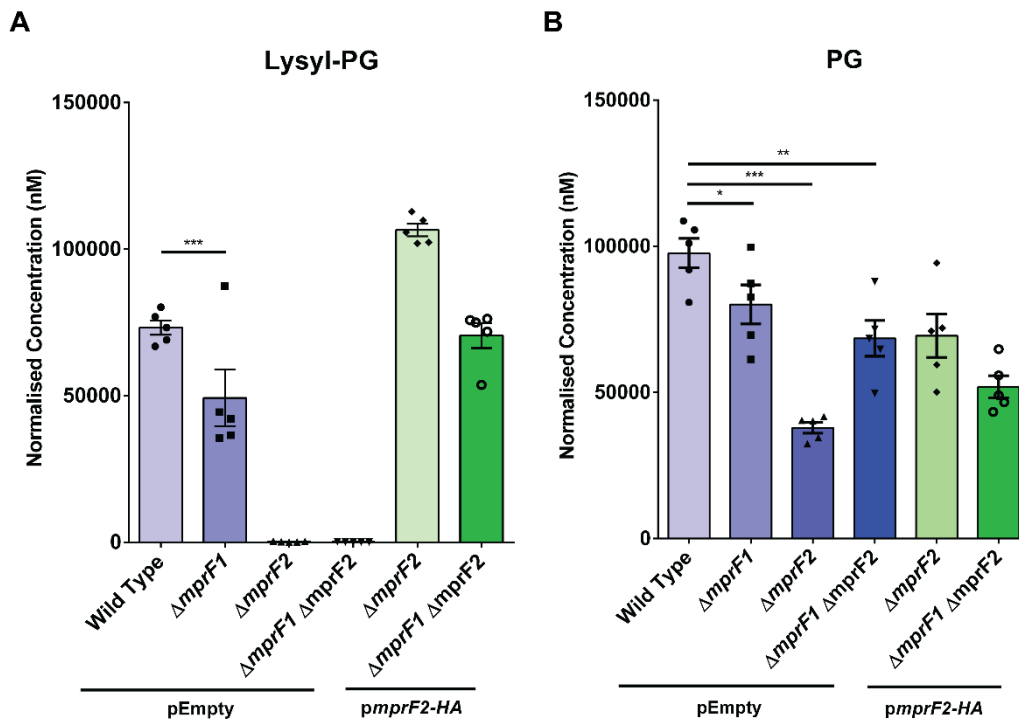 A
Lysyl-PG
Normalised Concentration (nM)
150000
100000
50000
0
***
Wild Type
ΔmprF1
ΔmprF2
ΔmprF1 ΔmprF2
ΔmprF2
ΔmprF1 ΔmprF2
pEmpty
pmprF2-HA
B
PG
Normalised Concentration (nM)
150000
100000
50000
0
**
***
*
Wild Type
ΔmprF1
ΔmprF2
ΔmprF1 ΔmprF2
ΔmprF2
ΔmprF1 ΔmprF2
pEmpty
pmprF2-HA